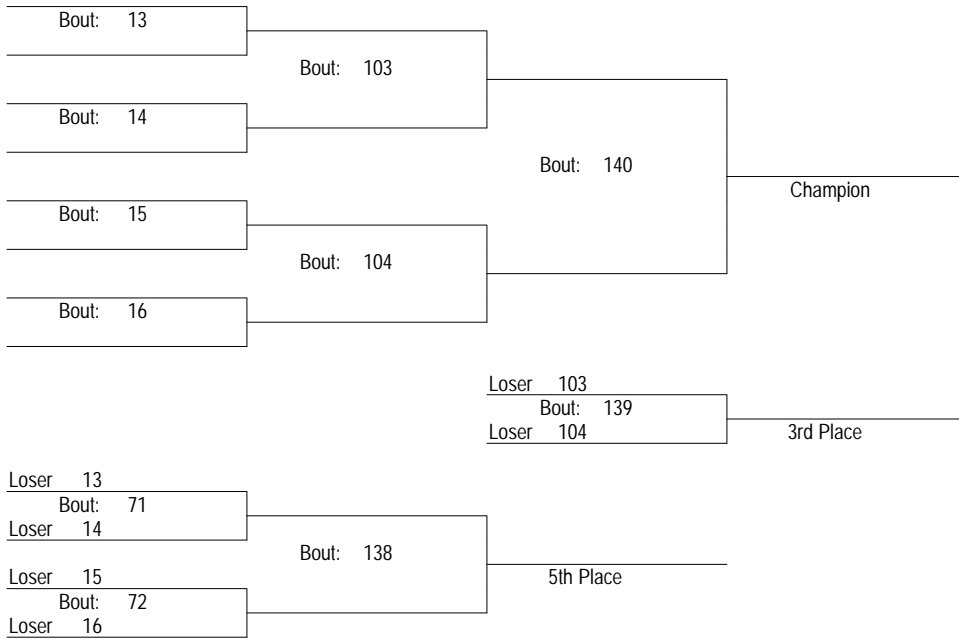 Bout: 13
Bout: 103
Bout: 14
Bout: 140
Champion
Bout: 15
Bout: 104
Bout: 16
Loser 103
Bout: 139
Loser 104
3rd Place
Loser 13
Bout: 71
Loser 14
Bout: 138
5th Place
Loser 15
Bout: 72
Loser 16